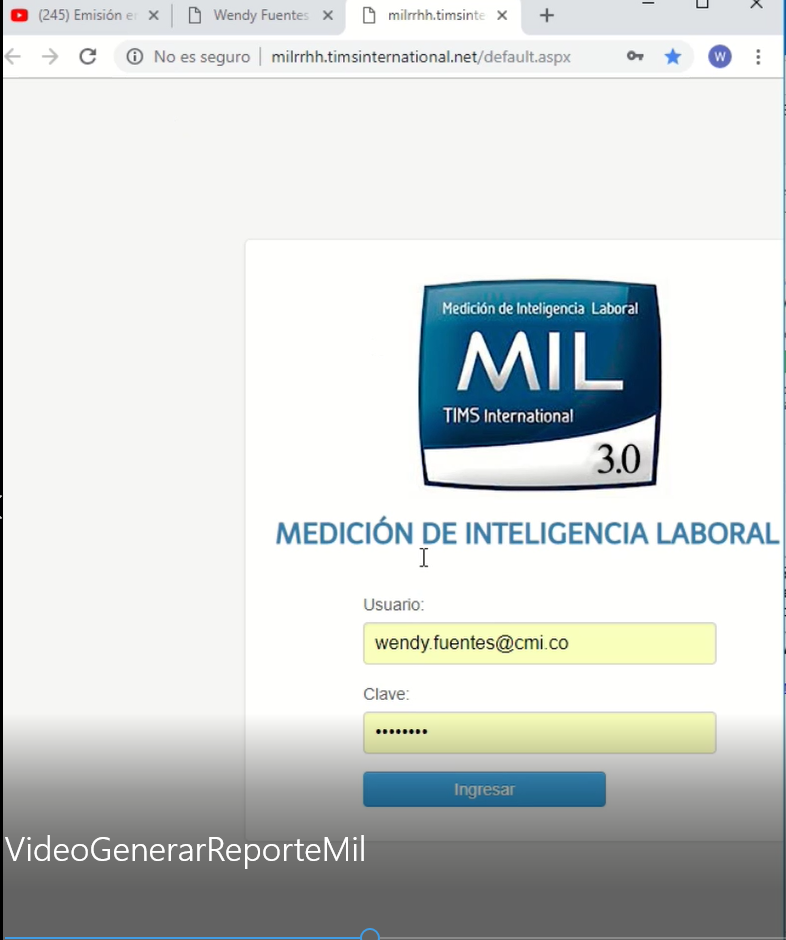 (245) Emisión e
Wendy Fuentes
milrrhh.timsinte
No es seguro
milrrhh.timsinternational.net/default.aspx
W
Medición de Inteligencia Laboral
MIL
TIMS International
3.0
MEDICIÓN DE INTELIGENCIA LABORAL
Usuario:
wendy.fuentes@cmi.co
Clave:
••••••••
Ingresar
VideoGenerarReporteMil